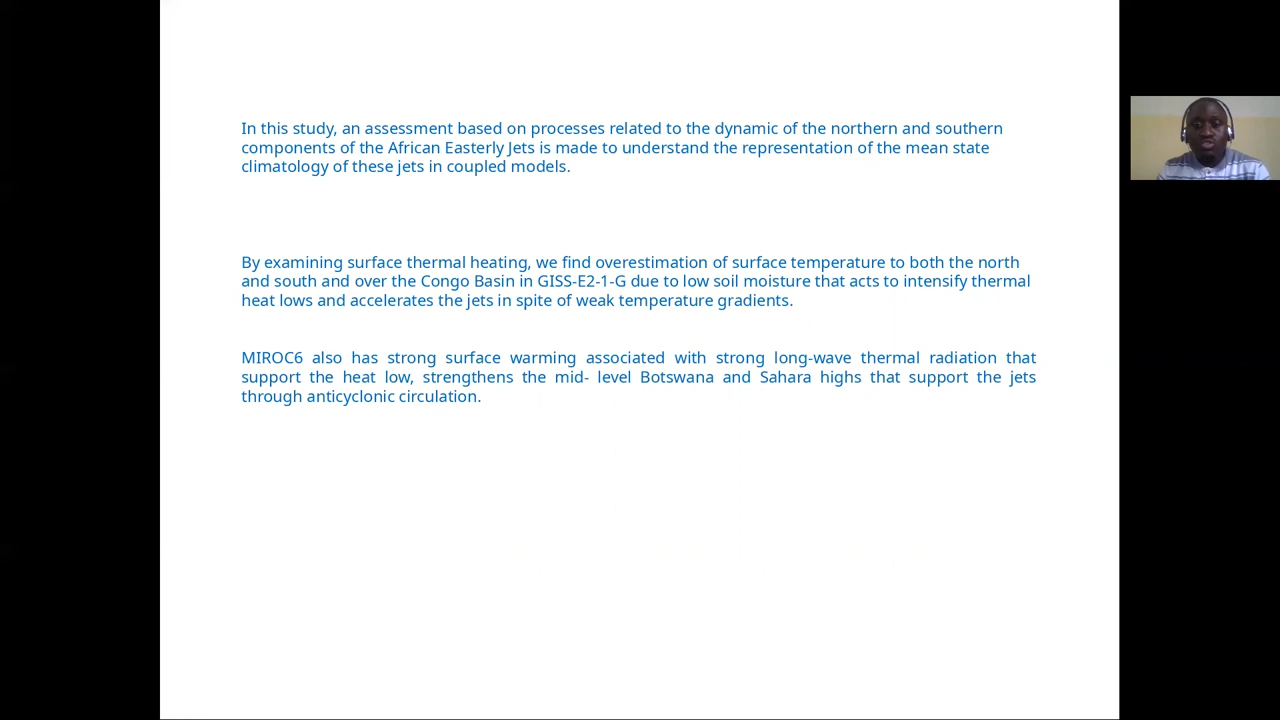 In this study, an assessment based on processes related to the dynamic of the northern and southern
components of the African Easterly Jets is made to understand the representation of the mean state
climatology of these jets in coupled models.
By examining surface thermal heating, we find overestimation of surface temperature to both the north
and south and over the Congo Basin in GISS-E2-1-G due to low soil moisture that acts to intensify thermal
heat lows and accelerates the jets in spite of weak temperature gradients.
MIROC6 also has strong surface warming associated with strong long-wave thermal radiation that
support the heat low, strengthens the mid- level Botswana and Sahara highs that support the jets
through anticyclonic circulation.